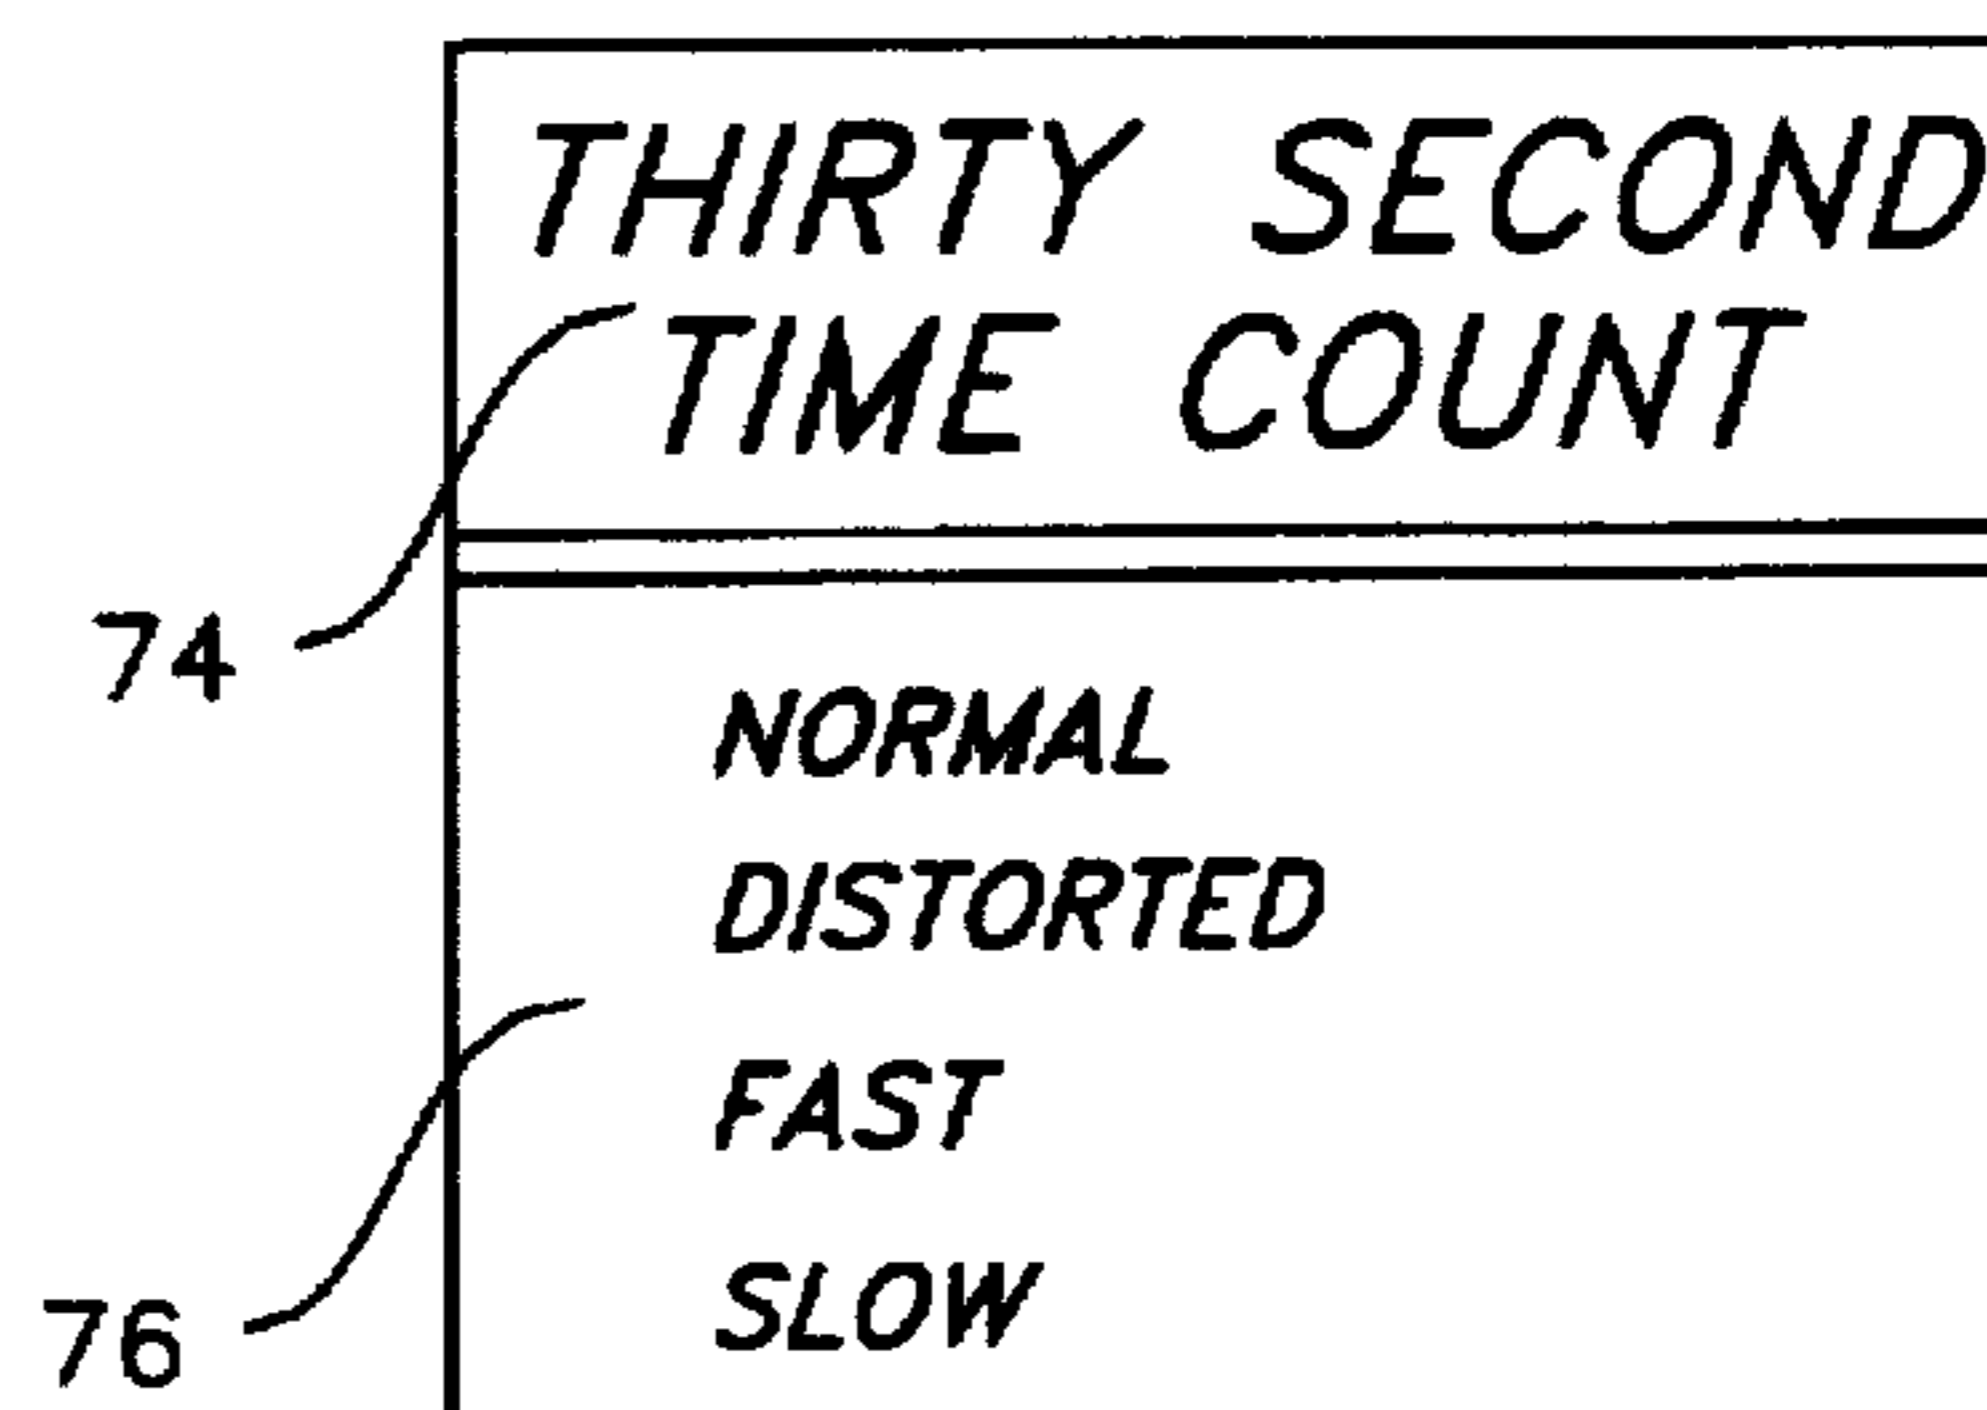 THIRTY SECOND
TIME COUNT
74
NORMAL
DISTORTED
FAST
SLOW
76